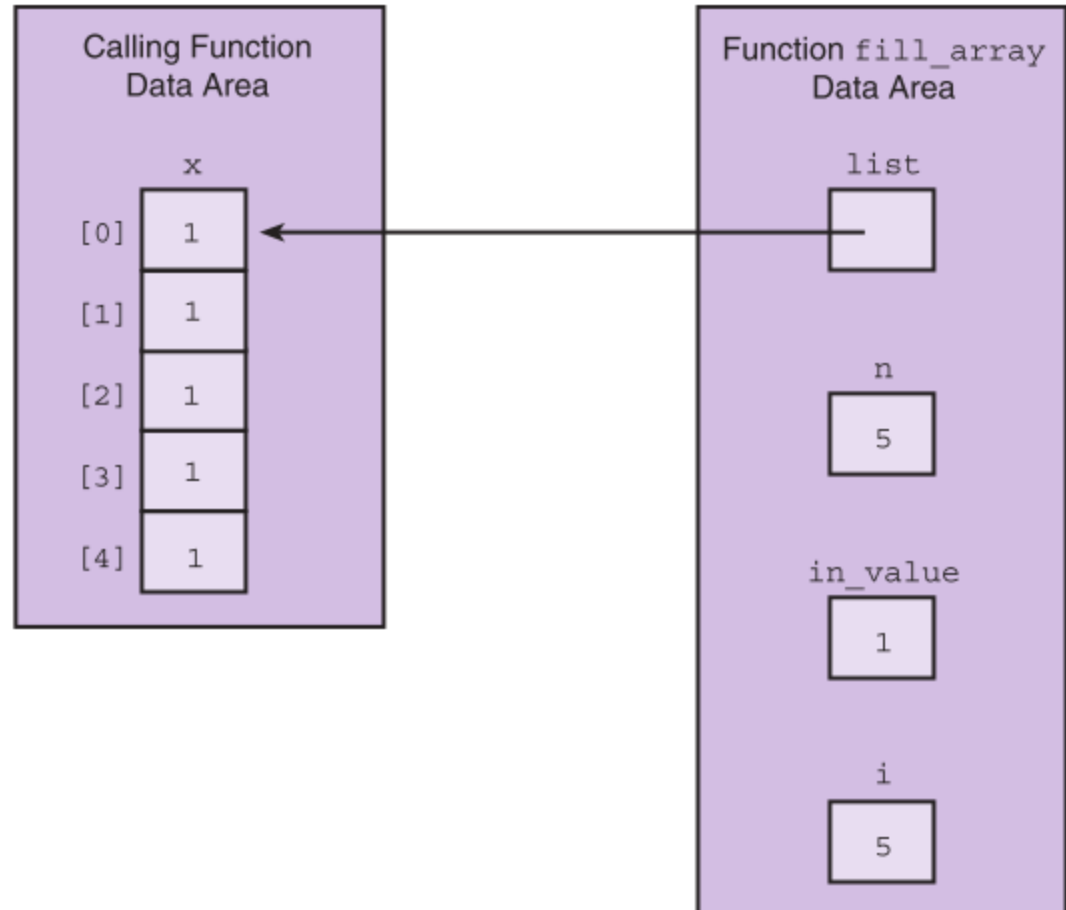 Calling Function
Data Area
x
[0] 1
[1] 1
[2] 1
[3] 1
[4] 1
Function fill_array
Data Area
list
n
5
in_value
1
i
5